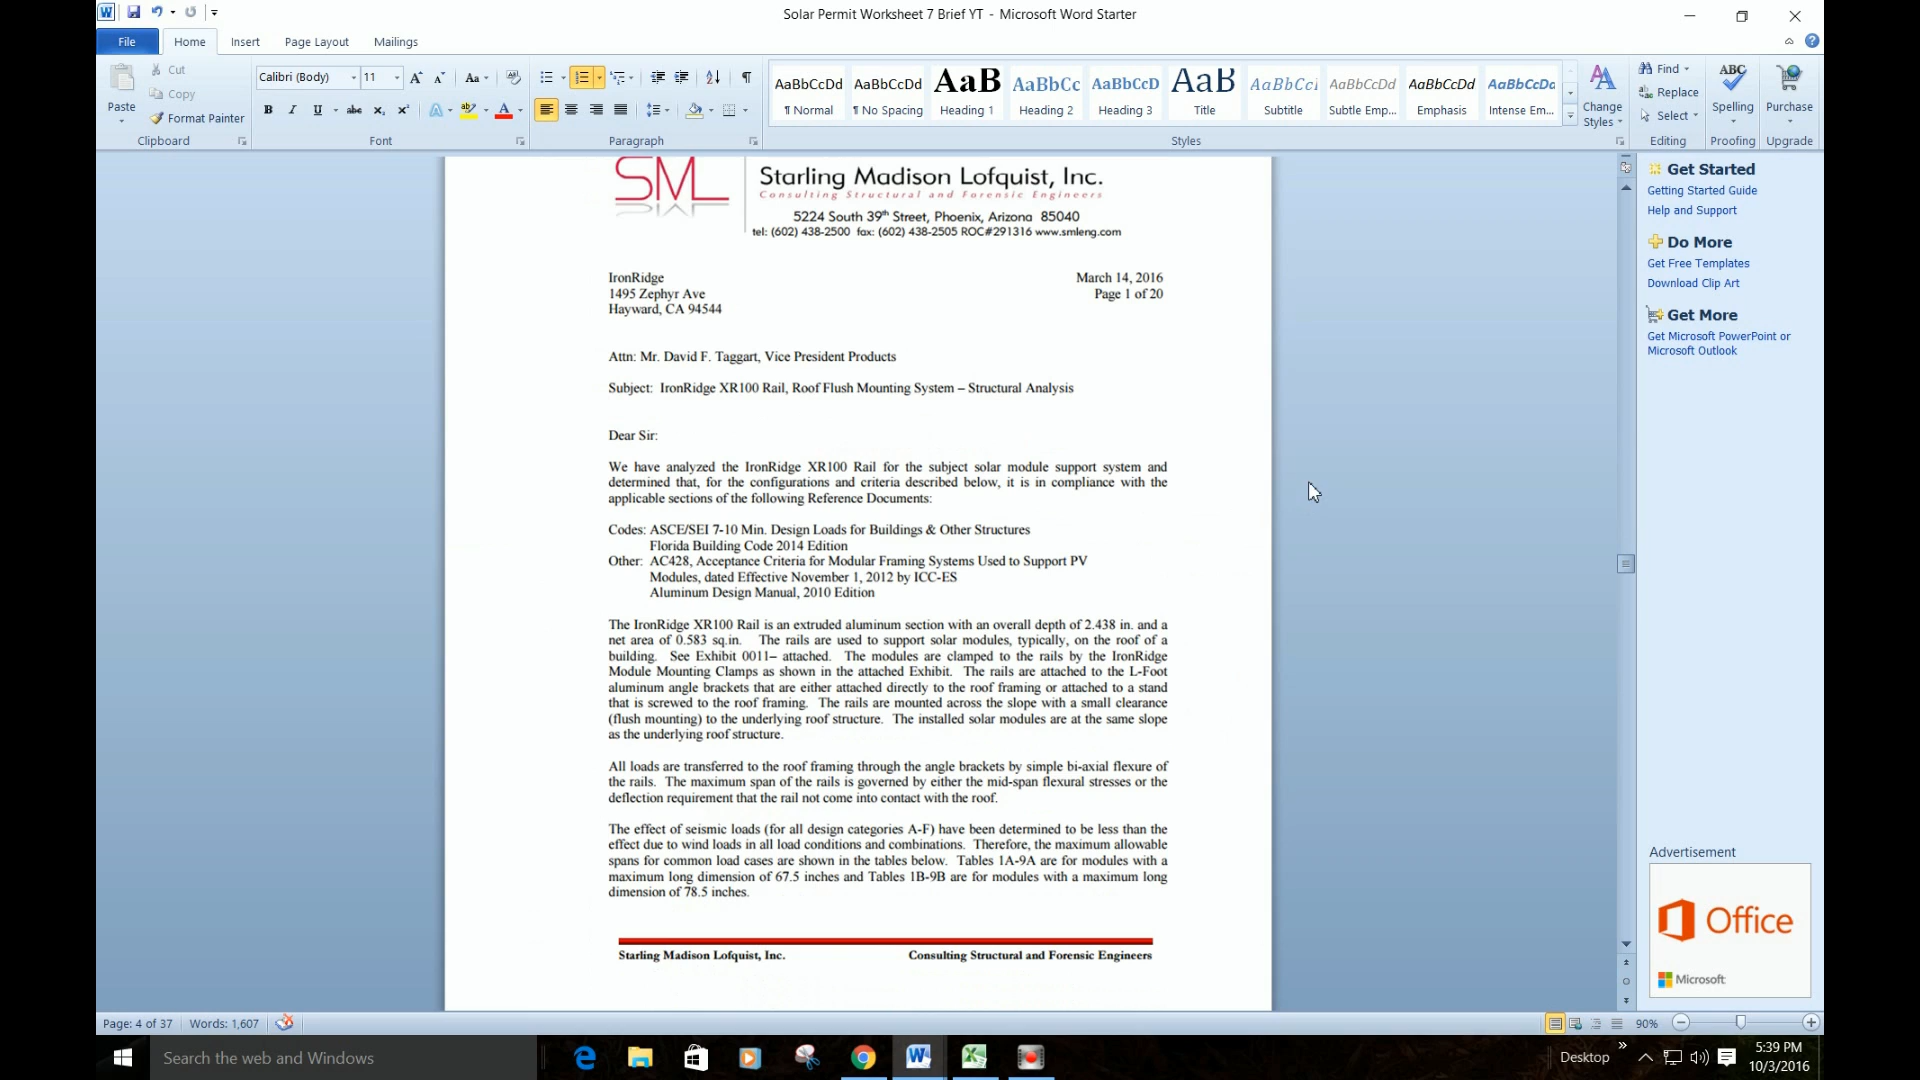 Solar Permit Worksheet 7 Brief YT - Microsoft Word Starter
File Home Insert Page Layout Mailings
Paste Cut Copy Format Painter
Clipboard
Calibri (Body) 11
Font
Paragraph
AaBbCcDd AaBbCcDd AaB AaBbCc AaBbCcD AaB AaBbCcI AaBbCcDd AaBbCcDd AaBbCcDd
¶ Normal ¶ No Spacing Heading 1 Heading 2 Heading 3 Title Subtitle Subtle Emp... Emphasis Intense Em...
Styles
Change Styles
Find
Replace
Select
Editing
ABC
Spelling
Proofing
Purchase
Upgrade
SML
Starling Madison Lofquist, Inc.
Consulting Structural and Forensic Engineers
5224 South 39th Street, Phoenix, Arizona 85040
tel: (602) 438-2500 fax: (602) 438-2505 ROC#291316 www.smleng.com
IronRidge March 14, 2016
1495 Zephyr Ave Page 1 of 20
Hayward, CA 94544
Attn: Mr. David F. Taggart, Vice President Products
Subject: IronRidge XR100 Rail, Roof Flush Mounting System – Structural Analysis
Dear Sir:
We have analyzed the IronRidge XR100 Rail for the subject solar module support system and
determined that, for the configurations and criteria described below, it is in compliance with the
applicable sections of the following Reference Documents:
Codes: ASCE/SEI 7-10 Min. Design Loads for Buildings & Other Structures
Florida Building Code 2014 Edition
Other: AC428, Acceptance Criteria for Modular Framing Systems Used to Support PV
Modules, dated Effective November 1, 2012 by ICC-ES
Aluminum Design Manual, 2010 Edition
The IronRidge XR100 Rail is an extruded aluminum section with an overall depth of 2.438 in. and a
net area of 0.583 sq.in. The rails are used to support solar modules, typically, on the roof of a
building. See Exhibit 0011– attached. The modules are clamped to the rails by the IronRidge
Module Mounting Clamps as shown in the attached Exhibit. The rails are attached to the L-Foot
aluminum angle brackets that are either attached directly to the roof framing or attached to a stand
that is screwed to the roof framing. The rails are mounted across the slope with a small clearance
(flush mounting) to the underlying roof structure. The installed solar modules are at the same slope
as the underlying roof structure.
All loads are transferred to the roof framing through the angle brackets by simple bi-axial flexure of
the rails. The maximum span of the rails is governed by either the mid-span flexural stresses or the
deflection requirement that the rail not come into contact with the roof.
The effect of seismic loads (for all design categories A-F) have been determined to be less than the
effect due to wind loads in all load conditions and combinations. Therefore, the maximum allowable
spans for common load cases are shown in the tables below. Tables 1A-9A are for modules with a
maximum long dimension of 67.5 inches and Tables 1B-9B are for modules with a maximum long
dimension of 78.5 inches.
Starling Madison Lofquist, Inc. Consulting Structural and Forensic Engineers
Get Started
Getting Started Guide
Help and Support
Do More
Get Free Templates
Download Clip Art
Get More
Get Microsoft PowerPoint or
Microsoft Outlook
Advertisement
Office
Microsoft
Page: 4 of 37 Words: 1,607 90%
Search the web and Windows
Desktop
5:39 PM
10/3/2016